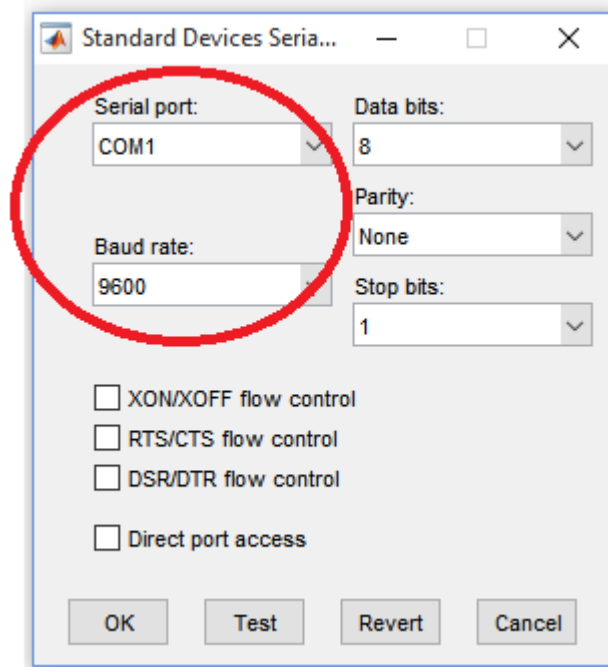 Standard Devices Seria...
Serial port:
COM1
Data bits:
8
Parity:
None
Baud rate:
9600
Stop bits:
1
XON/XOFF flow control
RTS/CTS flow control
DSR/DTR flow control
Direct port access
OK
Test
Revert
Cancel